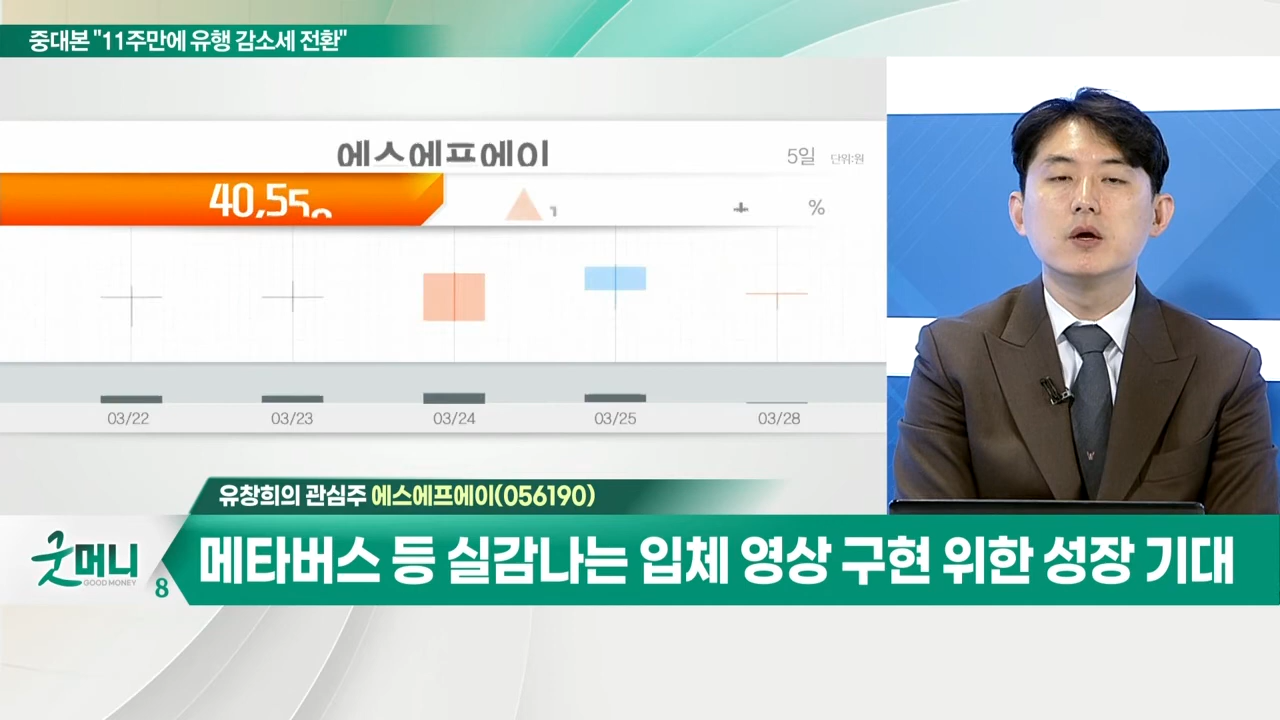 중대본 "11주만에 유행 감소세 전환"
에스에프에이
5일 단위:원
40,55
%
03/22 03/23 03/24 03/25 03/28
유창희의 관심주 에스에프에이(056190)
메타버스 등 실감나는 입체 영상 구현 위한 성장 기대
굿머니
GOOD MONEY
8